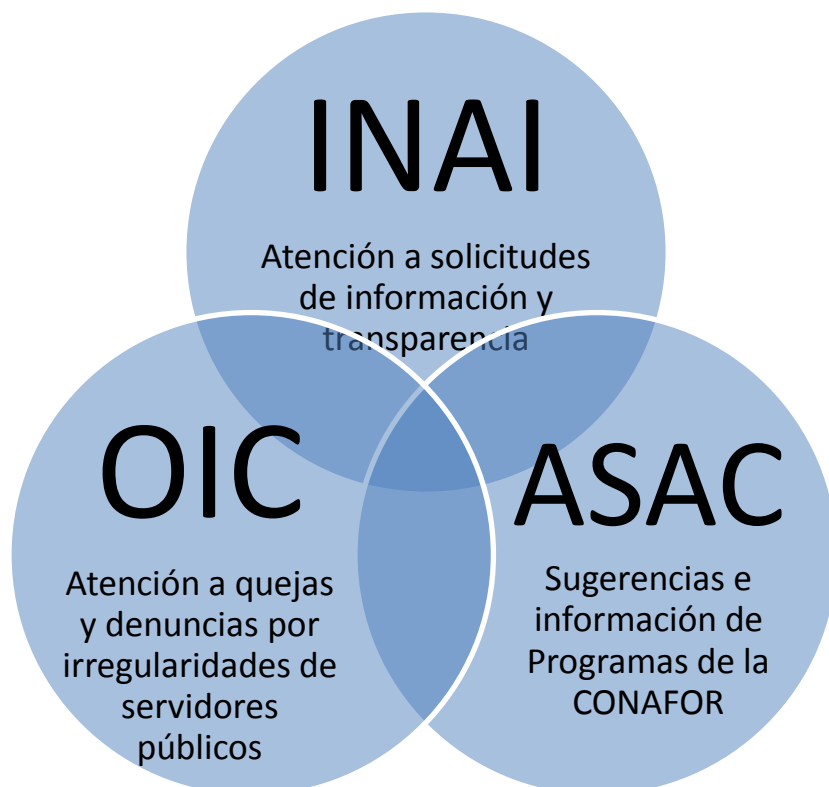 INAI
Atención a solicitudes
de información y
transparencia
OIC
Atención a quejas
y denuncias por
irregularidades de
servidores
públicos
ASAC
Sugerencias e
información de
Programas de la
CONAFOR